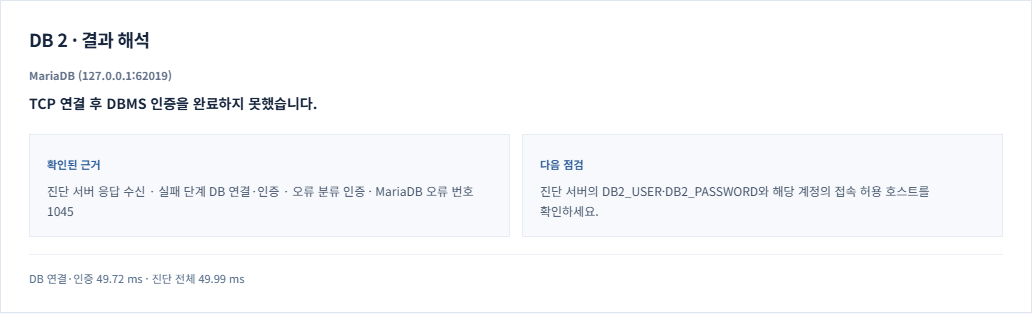 DB 2 · 결과 해석
MariaDB (127.0.0.1:62019)
TCP 연결 후 DBMS 인증을 완료하지 못했습니다.
확인된 근거
진단 서버 응답 수신 · 실패 단계 DB 연결·인증 · 오류 분류 인증 · MariaDB 오류 번호
1045
다음 점검
진단 서버의 DB2_USER·DB2_PASSWORD와 해당 계정의 접속 허용 호스트를
확인하세요.
DB 연결·인증 49.72 ms · 진단 전체 49.99 ms